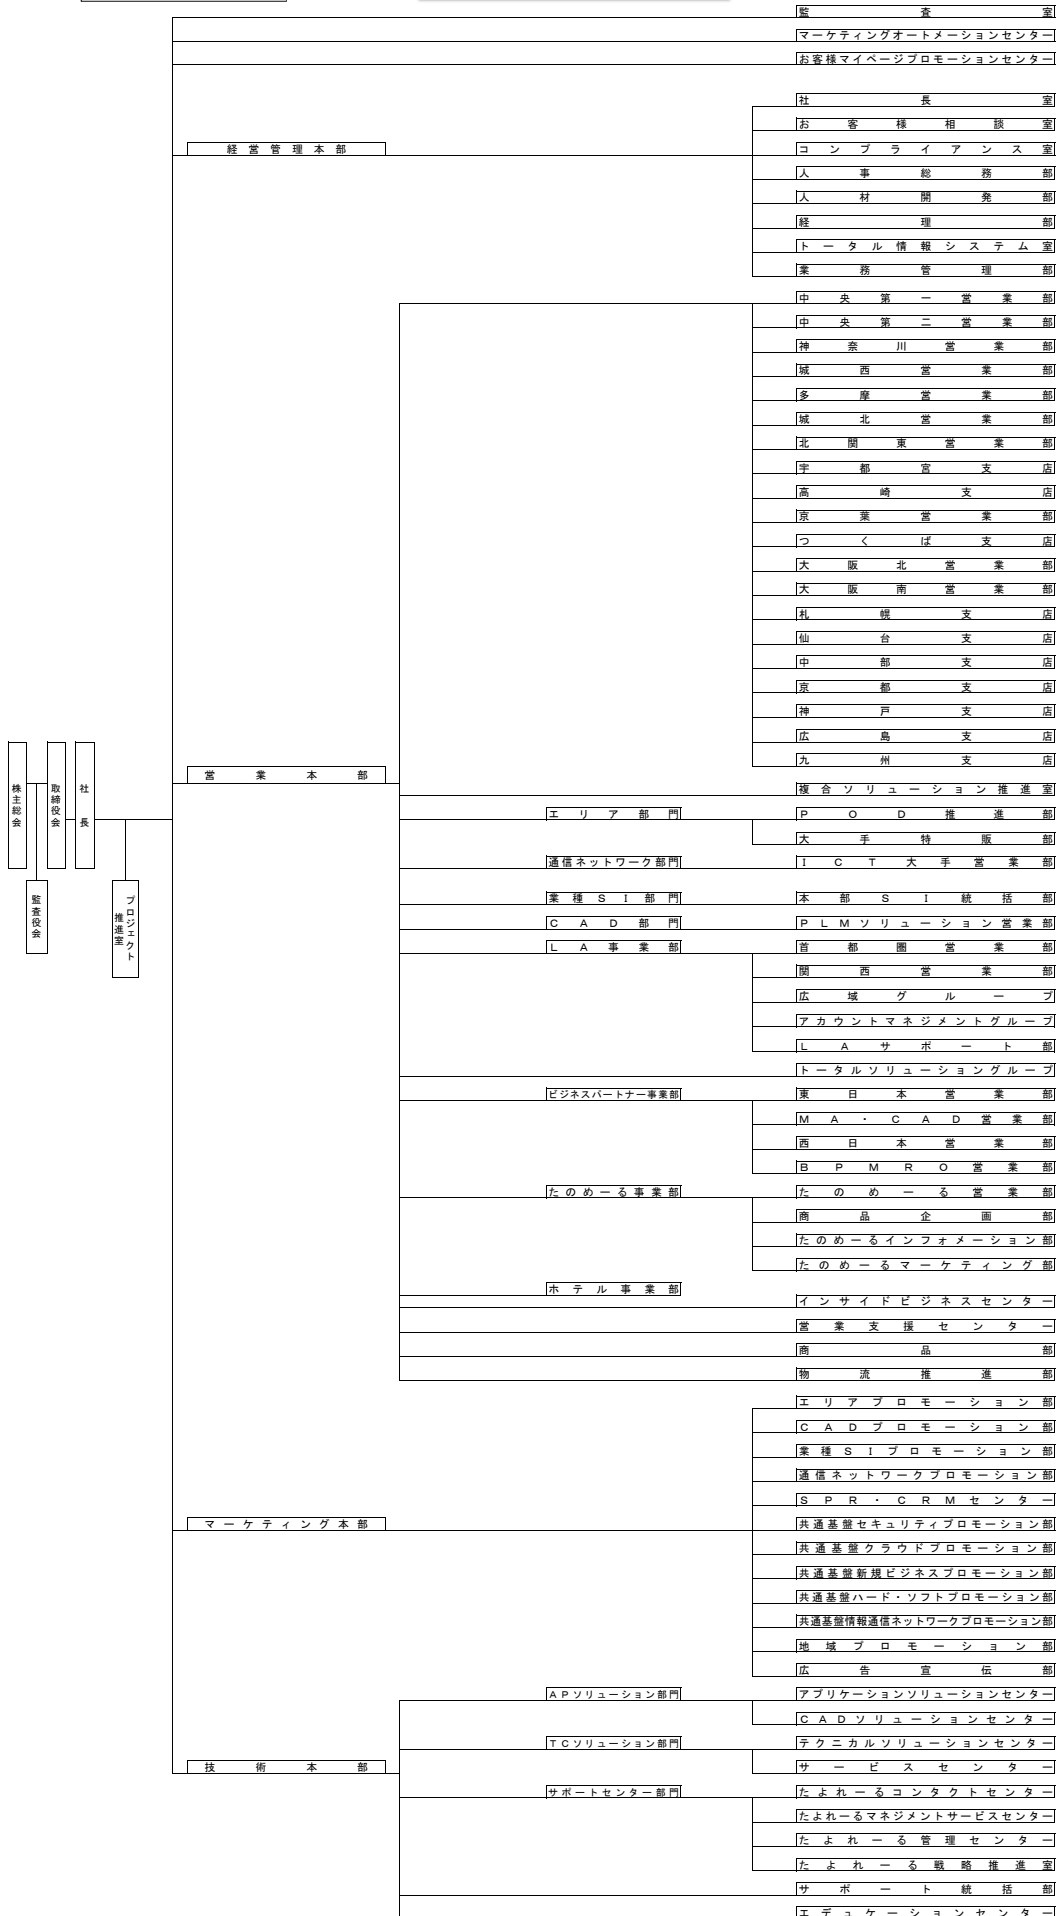 監査室
マーケティングオートメーションセンター
お客様マイページプロモーションセンター
社長室
お客様相談室
経営管理本部
コンプライアンス室
人事総務部
人材開発部
経理部
トータル情報システム室
業務管理部
中央第一営業部
中央第二営業部
神奈川営業部
城西営業部
多摩営業部
城北営業部
北関東営業部
宇都宮支店
高崎支店
京葉営業部
つくば支店
大阪北営業部
大阪南営業部
札幌支店
仙台支店
中部支店
京都支店
神戸支店
広島支店
九州支店
営業本部
株主総会
取締役会
社長
監査役会
プロジェクト
推進室
複合ソリューション推進室
エリア部門
POD推進部
大手特販部
通信ネットワーク部門
ICT大手営業部
業種SI部門
本部SI統括部
CAD部門
PLMソリューション営業部
LA事業部
首都圏営業部
関西営業部
広域グループ
アカウントマネジメントグループ
LAサポート部
トータルソリューショングループ
ビジネスパートナー事業部
東日本営業部
MA・CAD営業部
西日本営業部
BPMRO営業部
たのめーる事業部
たのめーる営業部
商品企画部
たのめーるインフォメーション部
たのめーるマーケティング部
ホテル事業部
インサイドビジネスセンター
営業支援センター
商品部
物流推進部
エリアプロモーション部
CADプロモーション部
業種SIプロモーション部
通信ネットワークプロモーション部
SPR・CRMセンター
マーケティング本部
共通基盤セキュリティプロモーション部
共通基盤クラウドプロモーション部
共通基盤新規ビジネスプロモーション部
共通基盤ハード・ソフトプロモーション部
共通基盤情報通信ネットワークプロモーション部
地域プロモーション部
広告宣伝部
APソリューション部門
アプリケーションソリューションセンター
CADソリューションセンター
TCソリューション部門
テクニカルソリューションセンター
技術本部
サービスセンター
サポートセンター部門
たよれーるコンタクトセンター
たよれーるマネジメントサービスセンター
たよれーる管理センター
たよれーる戦略推進室
サポート統括部
エデュケーションセンター